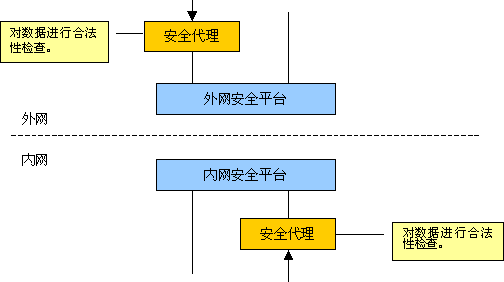 对数据进行合法
性检查。
安全代理
外网安全平台
外网
内网
内网安全平台
安全代理
对数据进行合法
性检查。